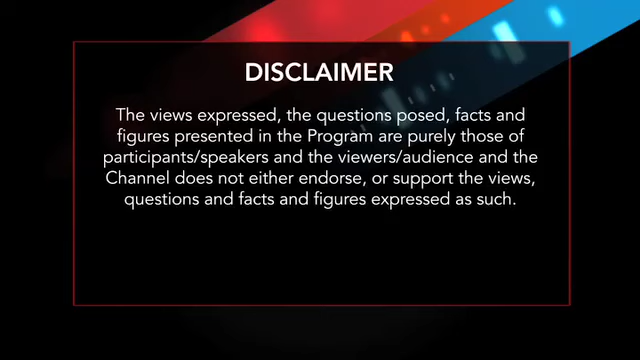 DISCLAIMER
The views expressed, the questions posed, facts and
figures presented in the Program are purely those of
participants/speakers and the viewers/audience and the
Channel does not either endorse, or support the views,
questions and facts and figures expressed as such.